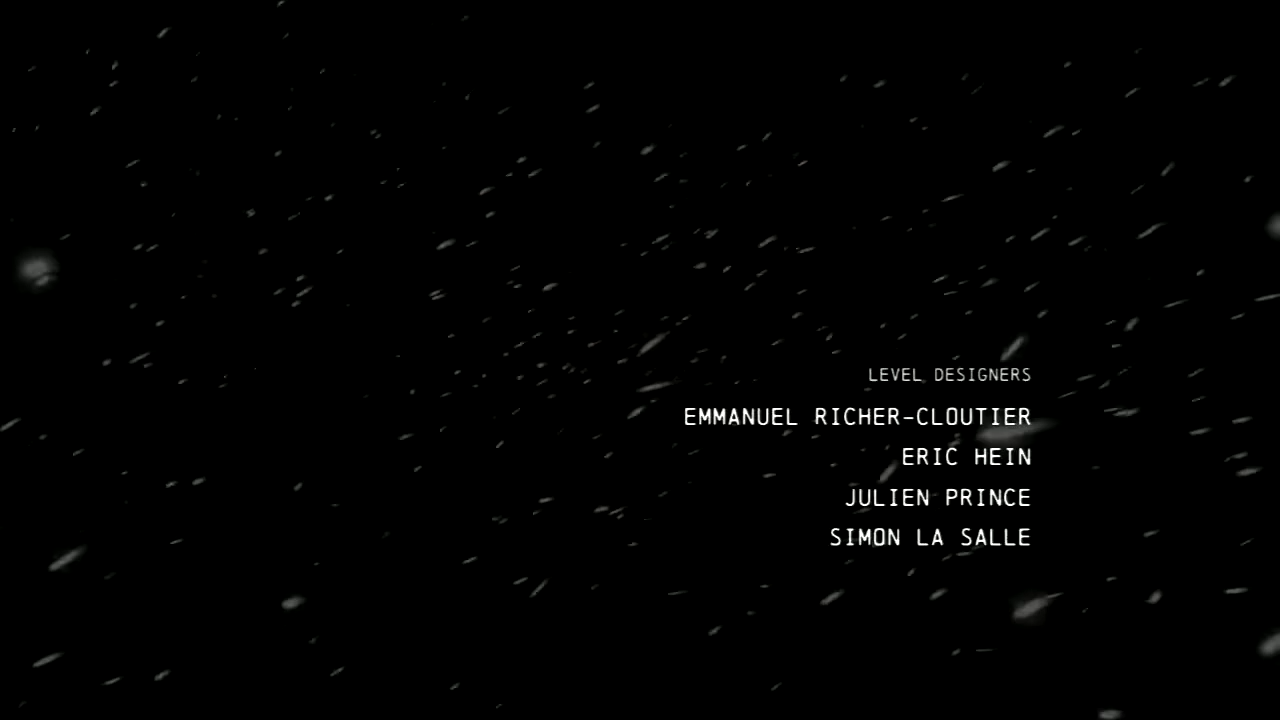 LEVEL DESIGNERS
EMMANUEL RICHER-CLOUTIER
ERIC HEIN
JULIEN PRINCE
SIMON LA SALLE